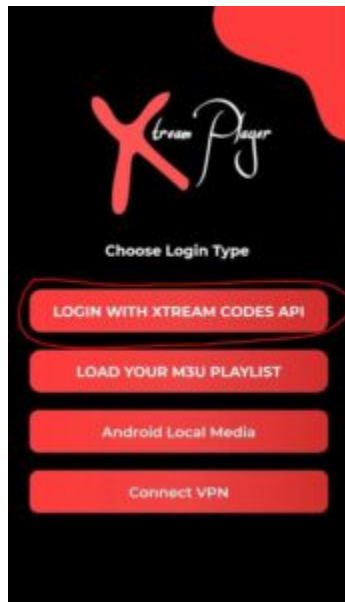 Xtream Player
Choose Login Type
LOGIN WITH XTREAM CODES API
LOAD YOUR M3U PLAYLIST
Android Local Media
Connect VPN